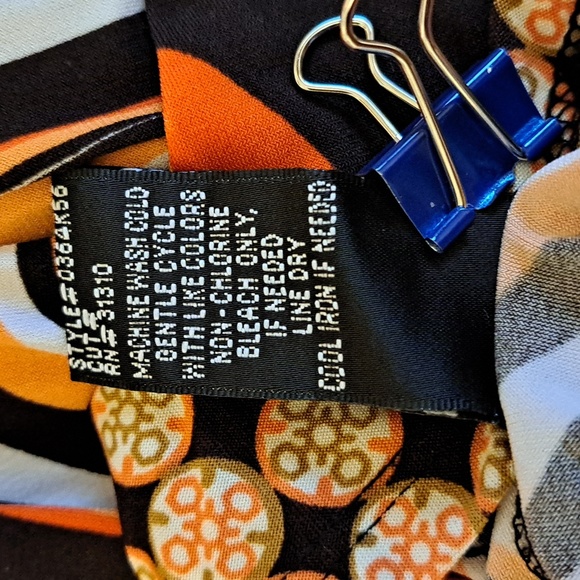 STYLE# 0364K56
CUT#
RN# 31310
MACHINE WASH COLD
GENTLE CYCLE
WITH LIKE COLORS
NON-CHLORINE
BLEACH ONLY,
IF NEEDED
LINE DRY
COOL IRON IF NEEDED